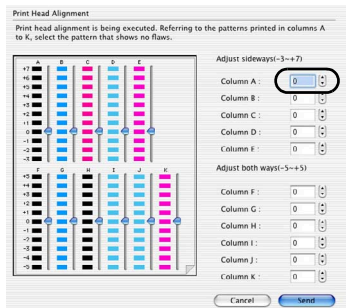 Print Head Alignment
Print head alignment is being executed. Referring to
the patterns printed in columns A
to K, select the pattern that shows no flaws.
A B C D E
+7
+6
+5
+4
+3
+2
+1
0
-1
-2
-3
F G H I J K
+5
+4
+3
+2
+1
0
-1
-2
-3
-4
-5
Adjust sideways(-3~+7)
Column A : 0
Column B : 0
Column C : 0
Column D : 0
Column E : 0
Adjust both ways(-5~+5)
Column F : 0
Column G : 0
Column H : 0
Column I : 0
Column J : 0
Column K : 0
Cancel Send